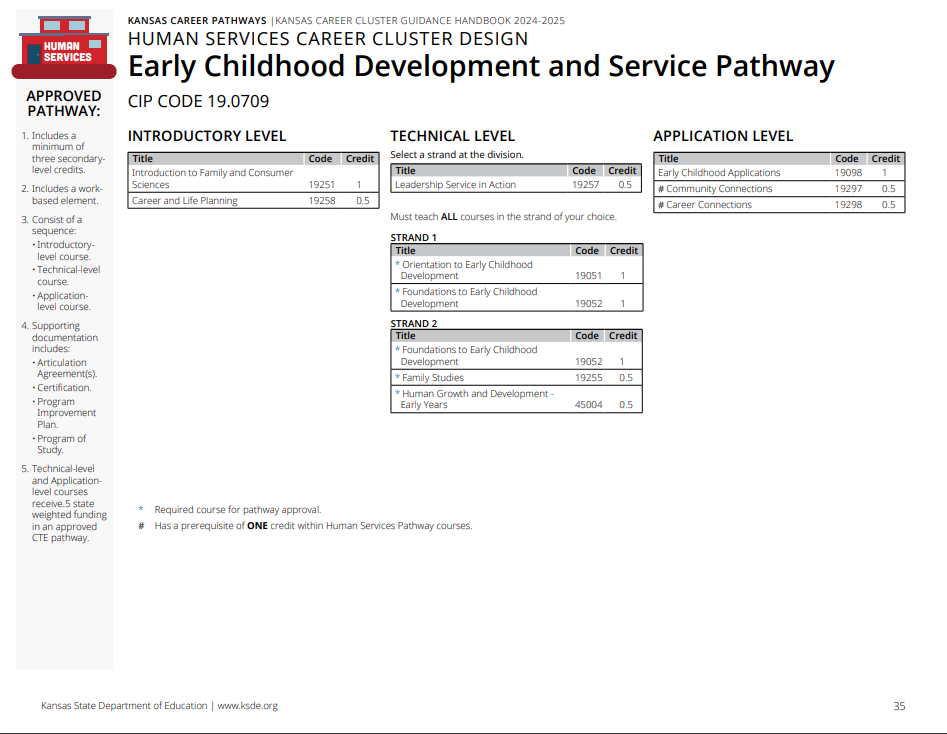 KANSAS CAREER PATHWAYS | KANSAS CAREER CLUSTER GUIDANCE HANDBOOK 2024-2025
HUMAN SERVICES CAREER CLUSTER DESIGN
Early Childhood Development and Service Pathway
CIP CODE 19.0709
HUMAN
SERVICES
APPROVED
PATHWAY:
1. Includes a
minimum of
three secondary-
level credits.
2. Includes a work-
based element.
3. Consist of a
sequence:
• Introductory-
level course.
• Technical-level
course.
• Application-
level course.
4. Supporting
documentation
includes:
• Articulation
Agreement(s).
• Certification.
• Program
Improvement
Plan.
• Program of
Study.
5. Technical-level
and Application-
level courses
receive.5 state
weighted funding
in an approved
CTE pathway.
INTRODUCTORY LEVEL
Title Code Credit
Introduction to Family and Consumer
Sciences 19251 1
Career and Life Planning 19258 0.5
TECHNICAL LEVEL
Select a strand at the division.
Title Code Credit
Leadership Service in Action 19257 0.5
Must teach ALL courses in the strand of your choice.
STRAND 1
Title Code Credit
* Orientation to Early Childhood
Development 19051 1
* Foundations to Early Childhood
Development 19052 1
STRAND 2
Title Code Credit
* Foundations to Early Childhood
Development 19052 1
* Family Studies 19255 0.5
* Human Growth and Development -
Early Years 45004 0.5
APPLICATION LEVEL
Title Code Credit
Early Childhood Applications 19098 1
# Community Connections 19297 0.5
# Career Connections 19298 0.5
* Required course for pathway approval.
# Has a prerequisite of ONE credit within Human Services Pathway courses.
Kansas State Department of Education | www.ksde.org
35